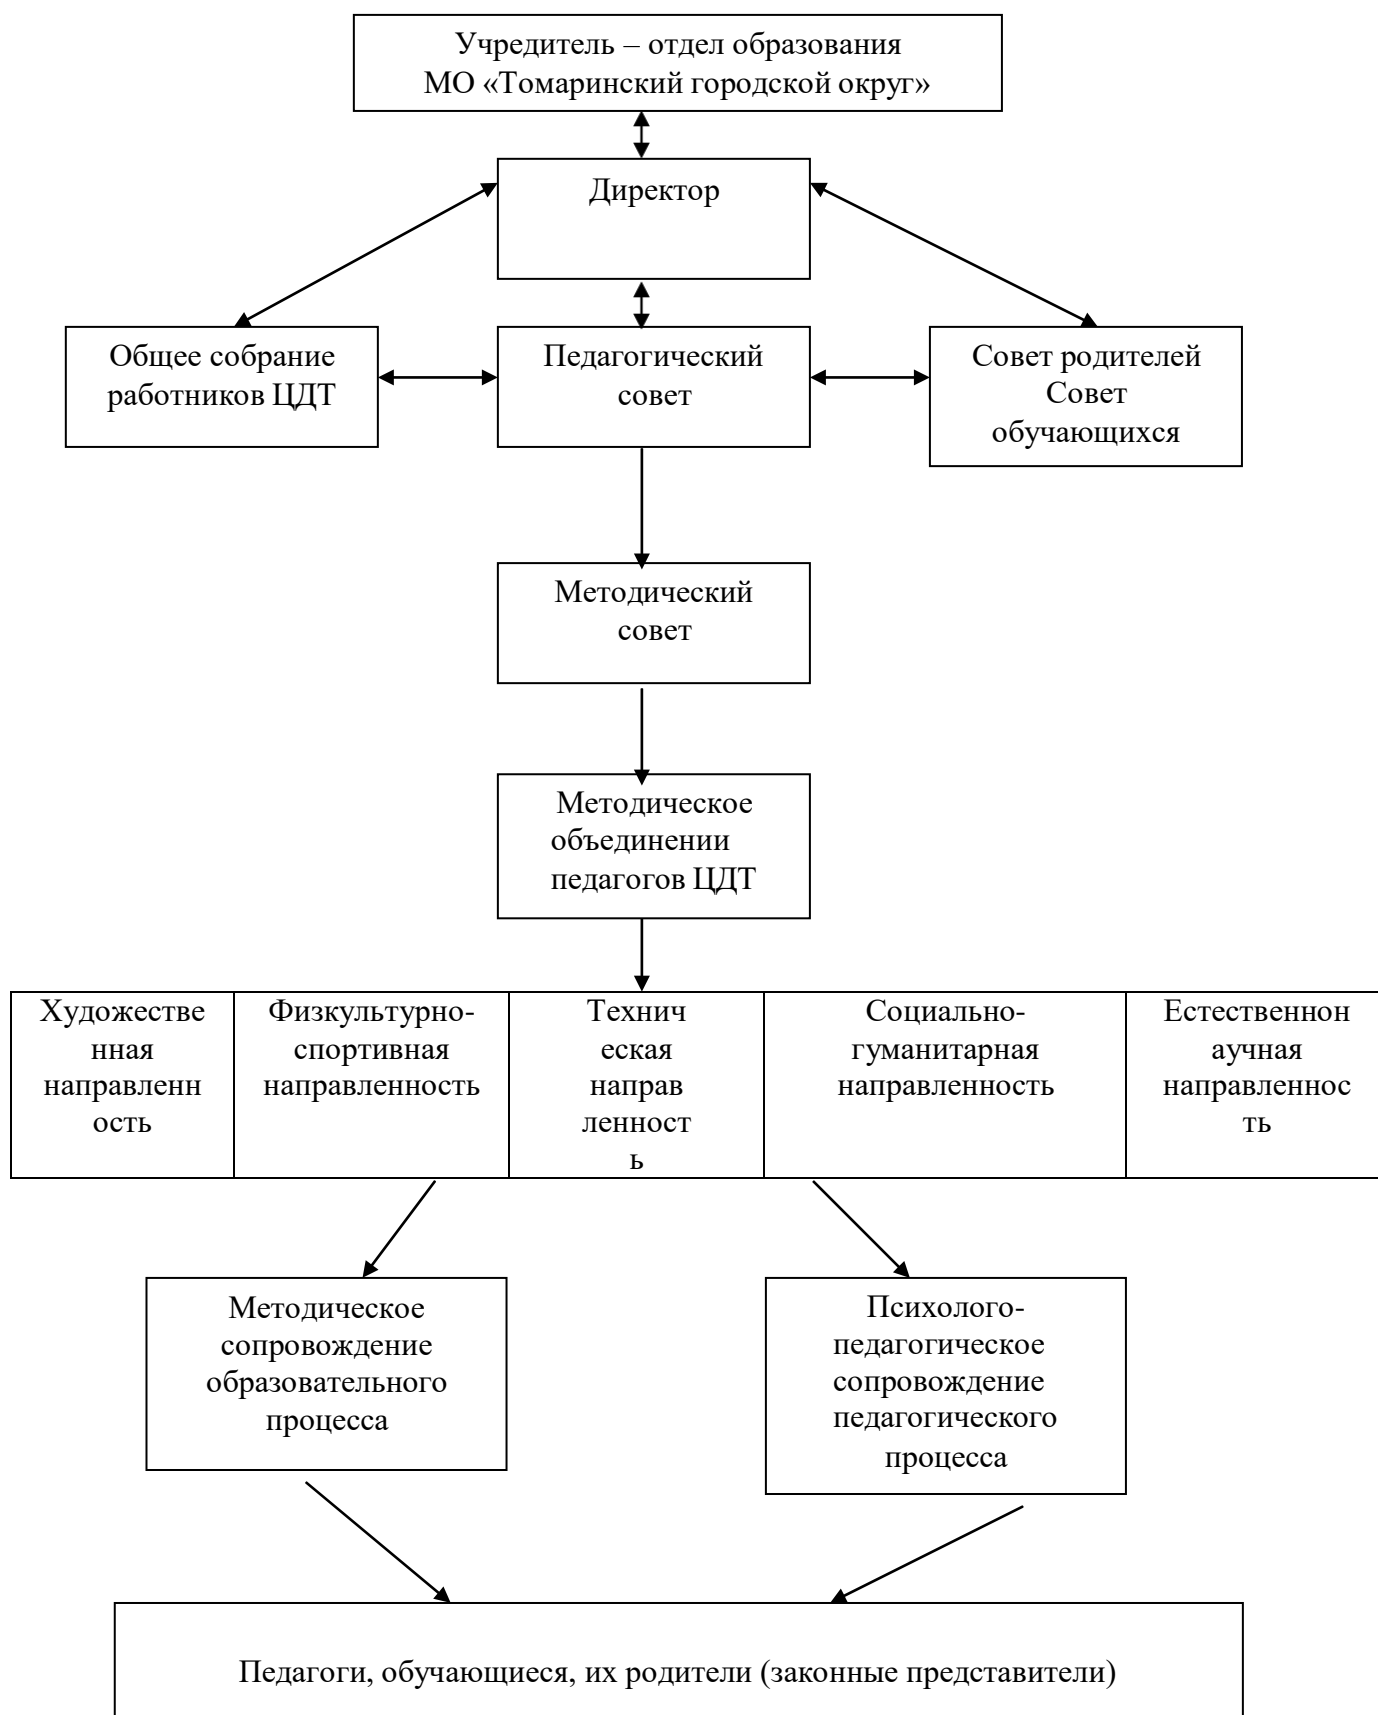 Учредитель – отдел образования
МО «Томаринский городской округ»
Директор
Общее собрание
работников ЦДТ
Педагогический
совет
Совет родителей
Совет
обучающихся
Методический
совет
Методическое
объединении
педагогов ЦДТ
Художестве
нная
направленн
ость
Физкультурно-
спортивная
направленность
Технич
еская
направ
ленност
ь
Социально-
гуманитарная
направленность
Естественнон
аучная
направленнос
ть
Методическое
сопровождение
образовательного
процесса
Психолого-
педагогическое
сопровождение
педагогического
процесса
Педагоги, обучающиеся, их родители (законные представители)